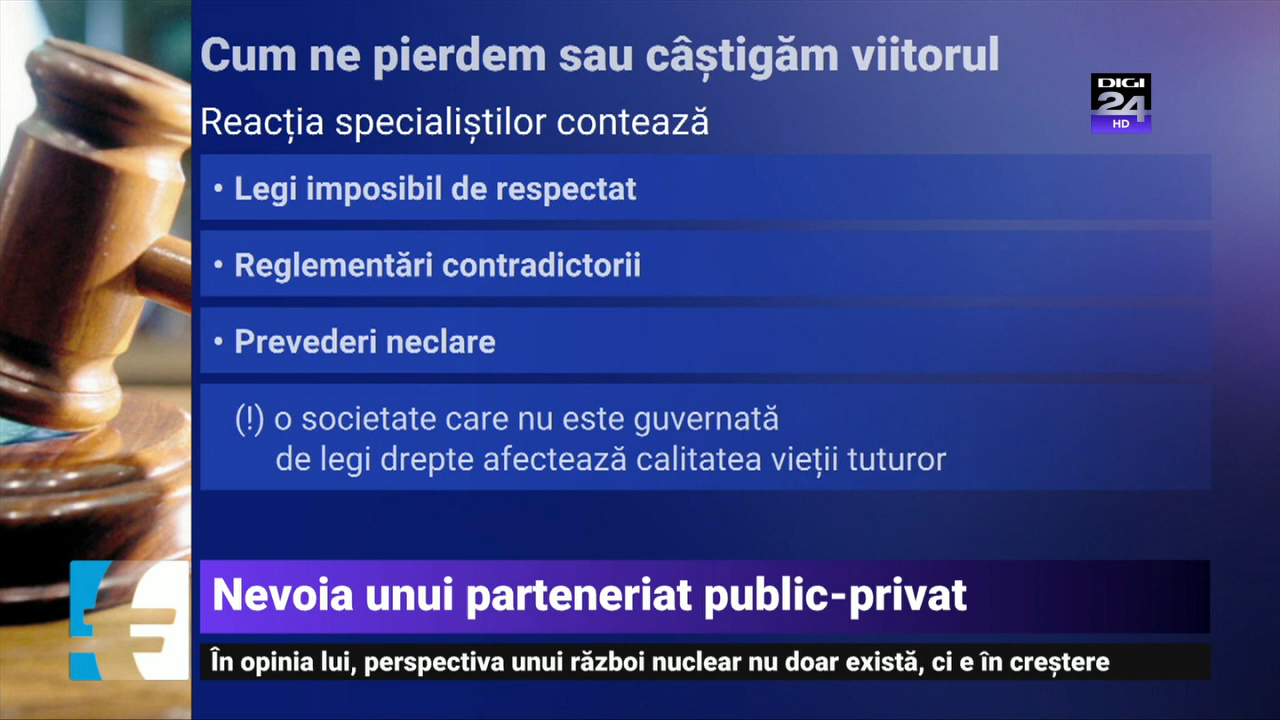 Cum ne pierdem sau câștigăm viitorul
DIGI
24
HD
Reacția specialiștilor contează
• Legi imposibil de respectat
• Reglementări contradictorii
• Prevederi neclare
(!) o societate care nu este guvernată
de legi drepte afectează calitatea vieții tuturor
Nevoia unui parteneriat public-privat
În opinia lui, perspectiva unui război nuclear nu doar există, ci e în creștere